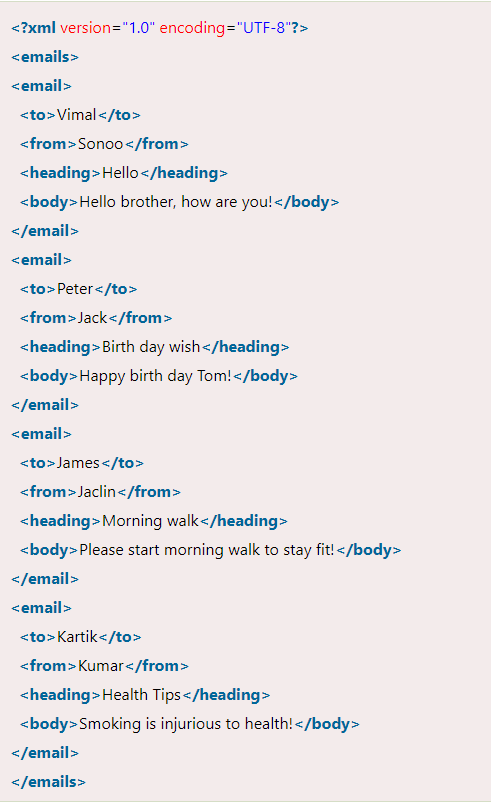 <?xml version="1.0" encoding="UTF-8"?>
<emails>
<email>
  <to>Vimal</to>
  <from>Sonoo</from>
  <heading>Hello</heading>
  <body>Hello brother, how are you!</body>
</email>
<email>
  <to>Peter</to>
  <from>Jack</from>
  <heading>Birth day wish</heading>
  <body>Happy birth day Tom!</body>
</email>
<email>
  <to>James</to>
  <from>Jaclin</from>
  <heading>Morning walk</heading>
  <body>Please start morning walk to stay fit!</body>
</email>
<email>
  <to>Kartik</to>
  <from>Kumar</from>
  <heading>Health Tips</heading>
  <body>Smoking is injurious to health!</body>
</email>
</emails>